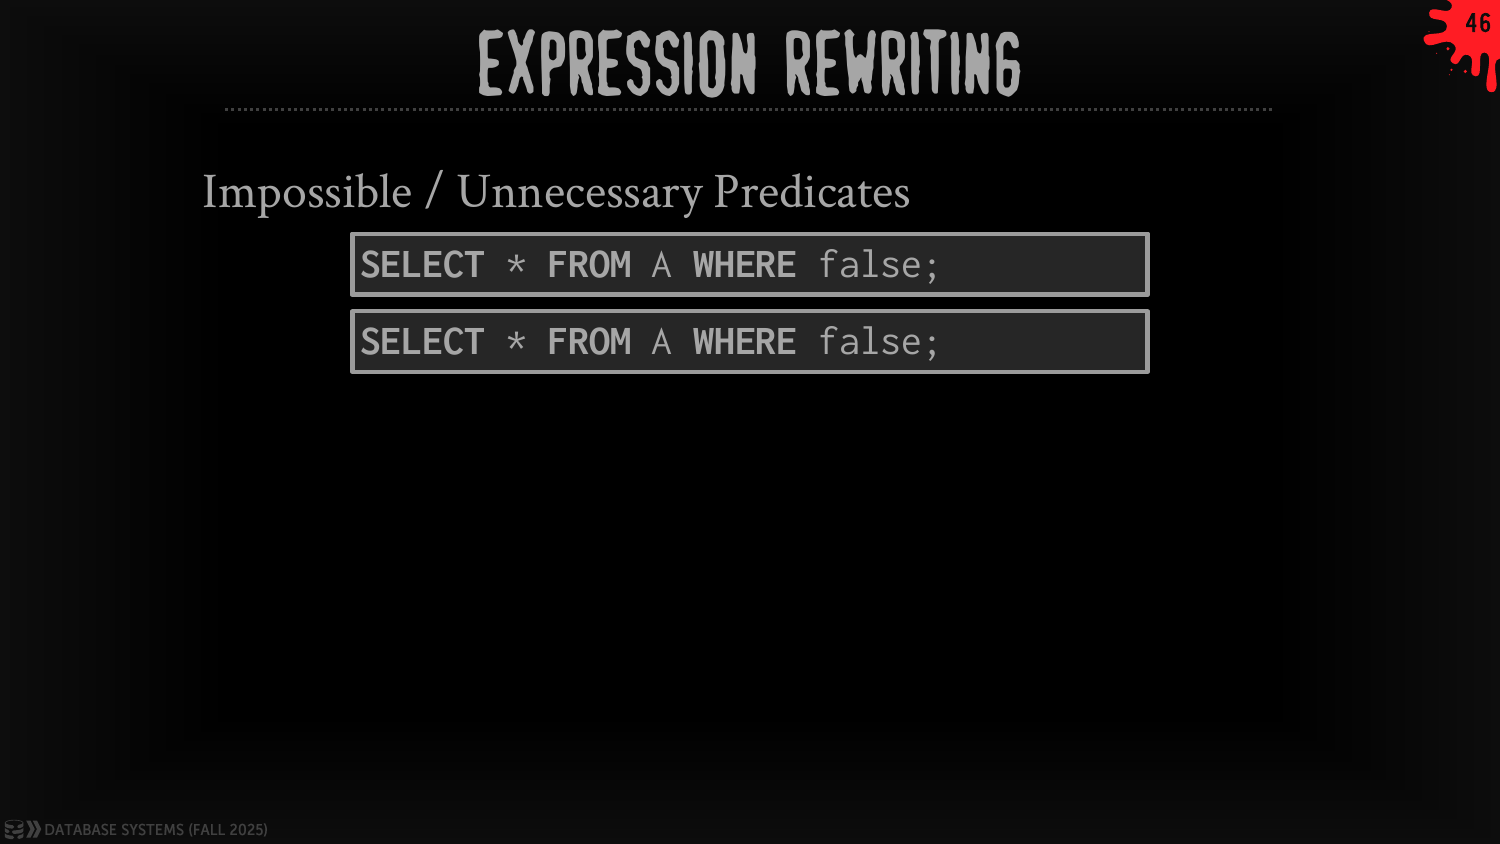 EXPRESSION REWRITING
46
Impossible / Unnecessary Predicates
SELECT * FROM A WHERE false;
SELECT * FROM A WHERE false;
DATABASE SYSTEMS (FALL 2025)